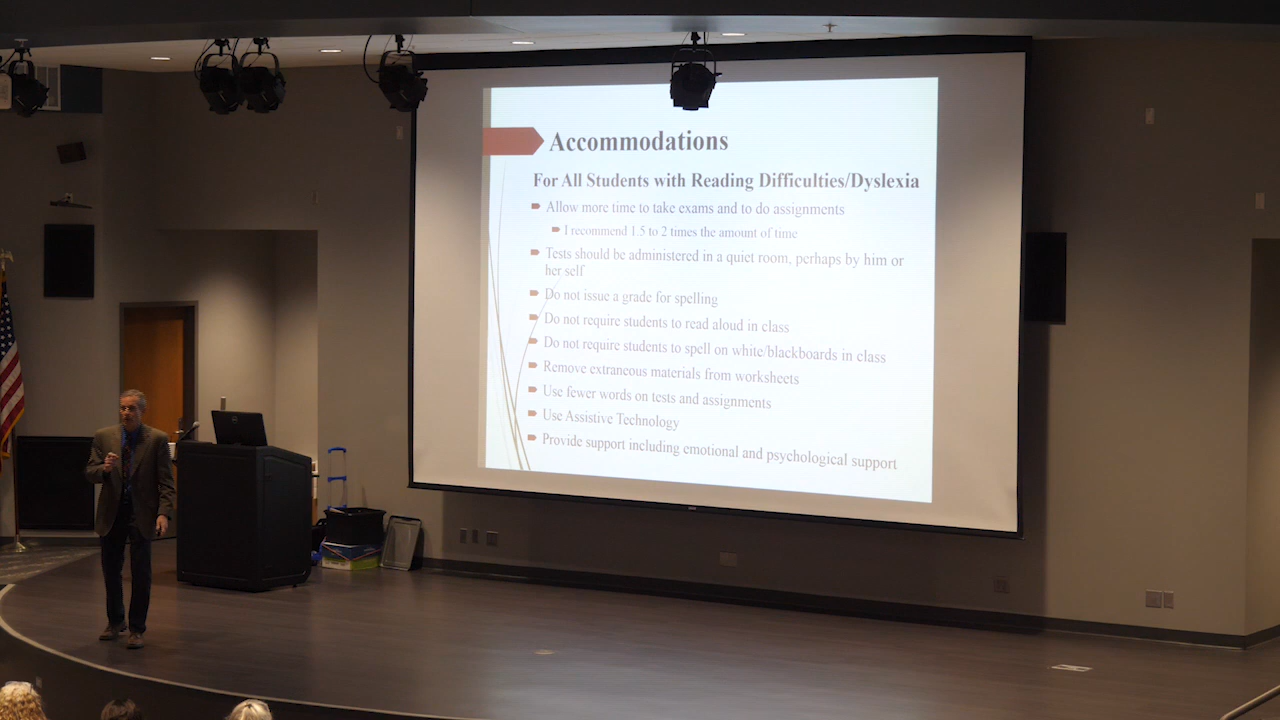 Accommodations
For All Students with Reading Difficulties/Dyslexia
Allow more time to take exams and to do assignments
I recommend 1.5 to 2 times the amount of time
Tests should be administered in a quiet room, perhaps by him or
her self
Do not issue a grade for spelling
Do not require students to read aloud in class
Do not require students to spell on white/blackboards in class
Remove extraneous materials from worksheets
Use fewer words on tests and assignments
Use Assistive Technology
Provide support including emotional and psychological support